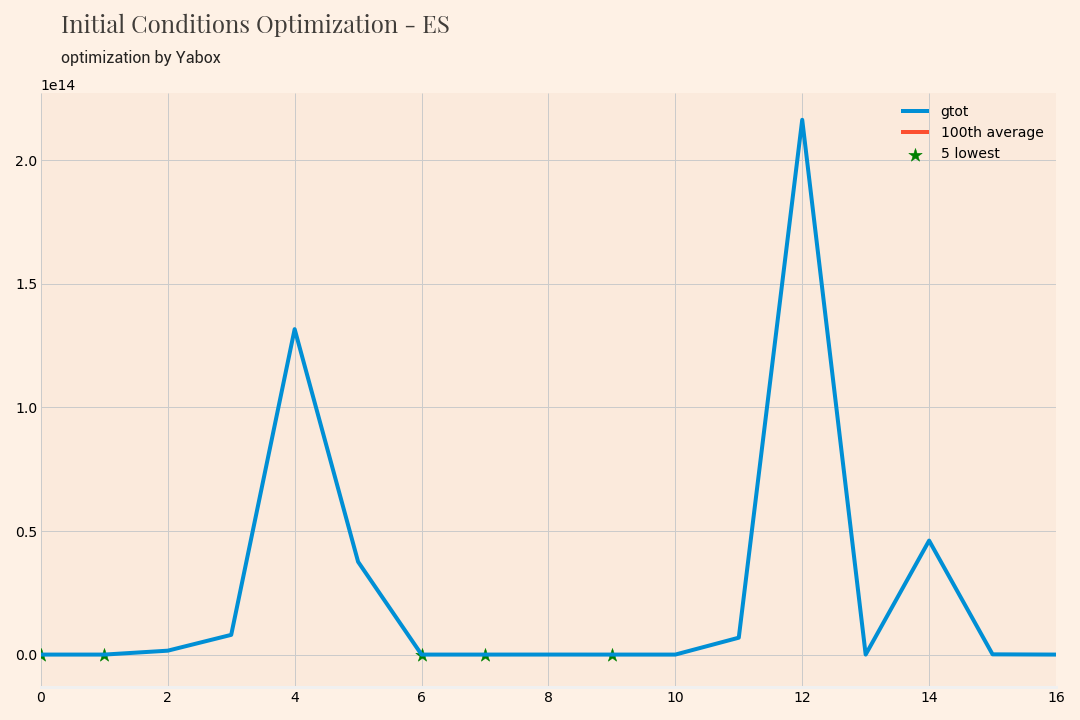 Initial Conditions Optimization - ES
optimization by Yabox
1e14
gtot
100th average
5 lowest
2.0
1.5
1.0
0.5
0.0
0 2 4 6 8 10 12 14 16